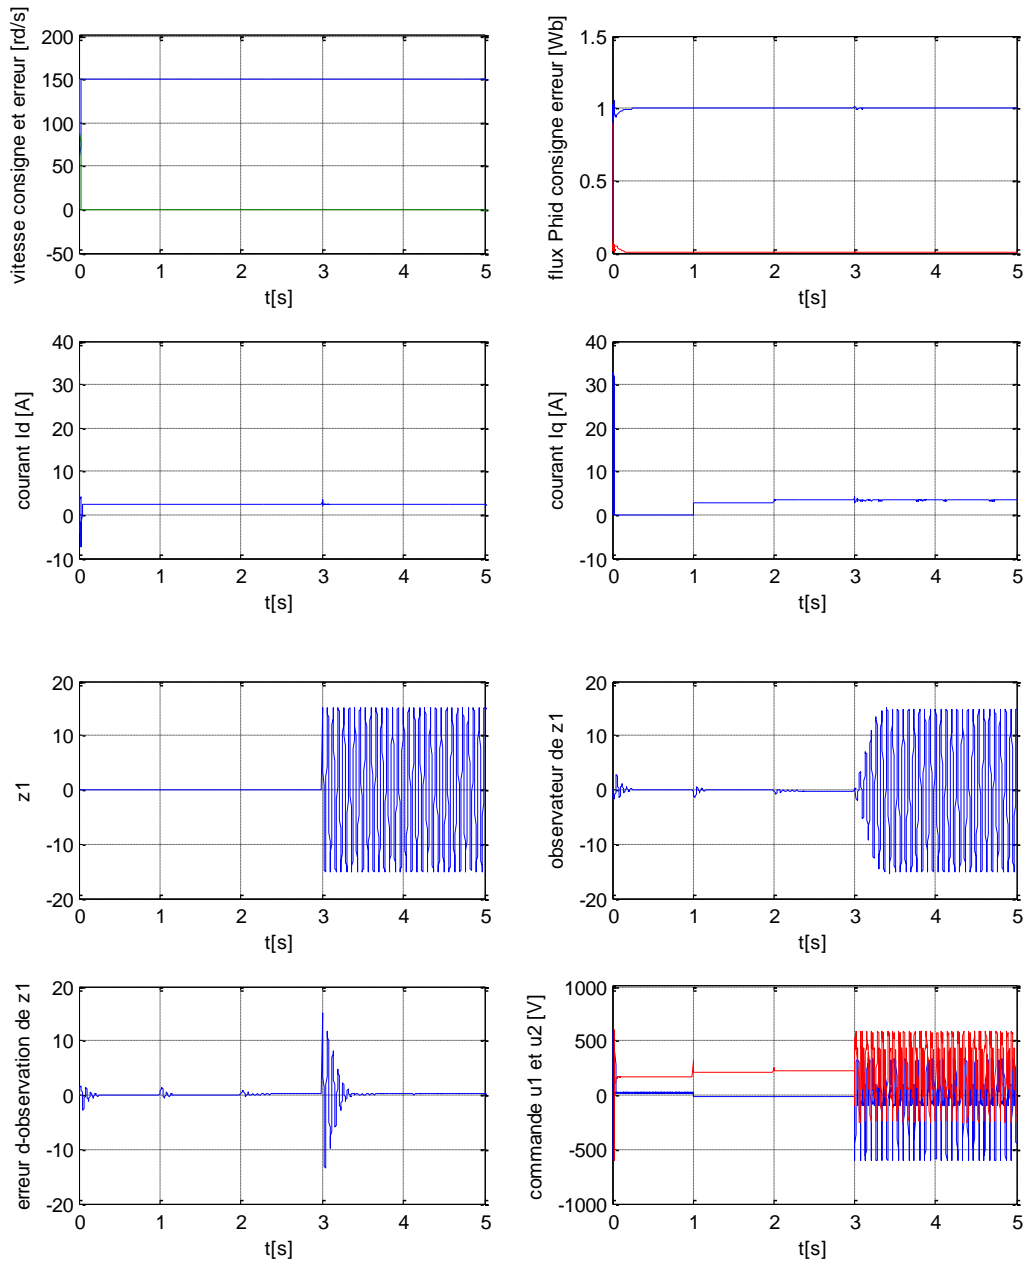 vitesse consigne et erreur [rd/s]
200
150
100
50
0
-50
0 1 2 3 4 5
t[s]
flux Phid consigne erreur [Wb]
1.5
1
0.5
0
0 1 2 3 4 5
t[s]
courant Id [A]
40
30
20
10
0
-10
0 1 2 3 4 5
t[s]
courant Iq [A]
40
30
20
10
0
-10
0 1 2 3 4 5
t[s]
z1
20
10
0
-10
-20
0 1 2 3 4 5
t[s]
observateur de z1
20
10
0
-10
-20
0 1 2 3 4 5
t[s]
erreur d-observation de z1
20
10
0
-10
-20
0 1 2 3 4 5
t[s]
commande u1 et u2 [V]
1000
500
0
-500
-1000
0 1 2 3 4 5
t[s]